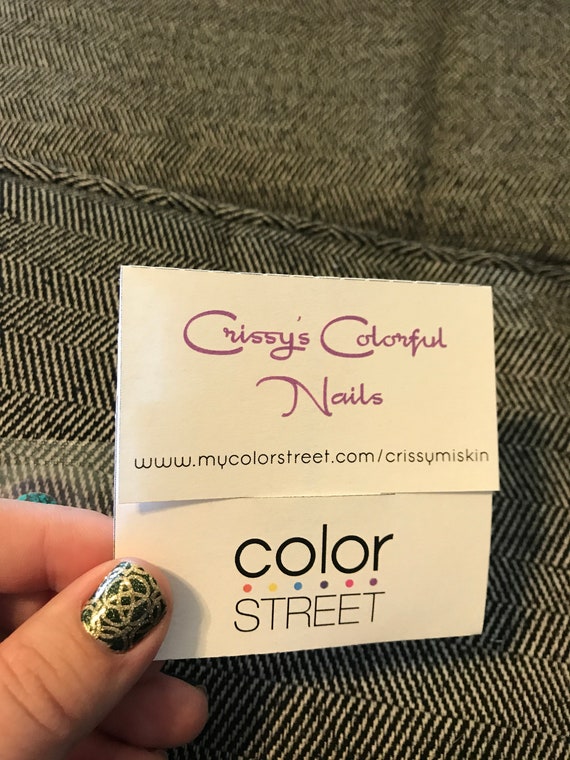 Crissy's Colorful
Nails
www.mycolorstreet.com/crissymiskin
color
STREET